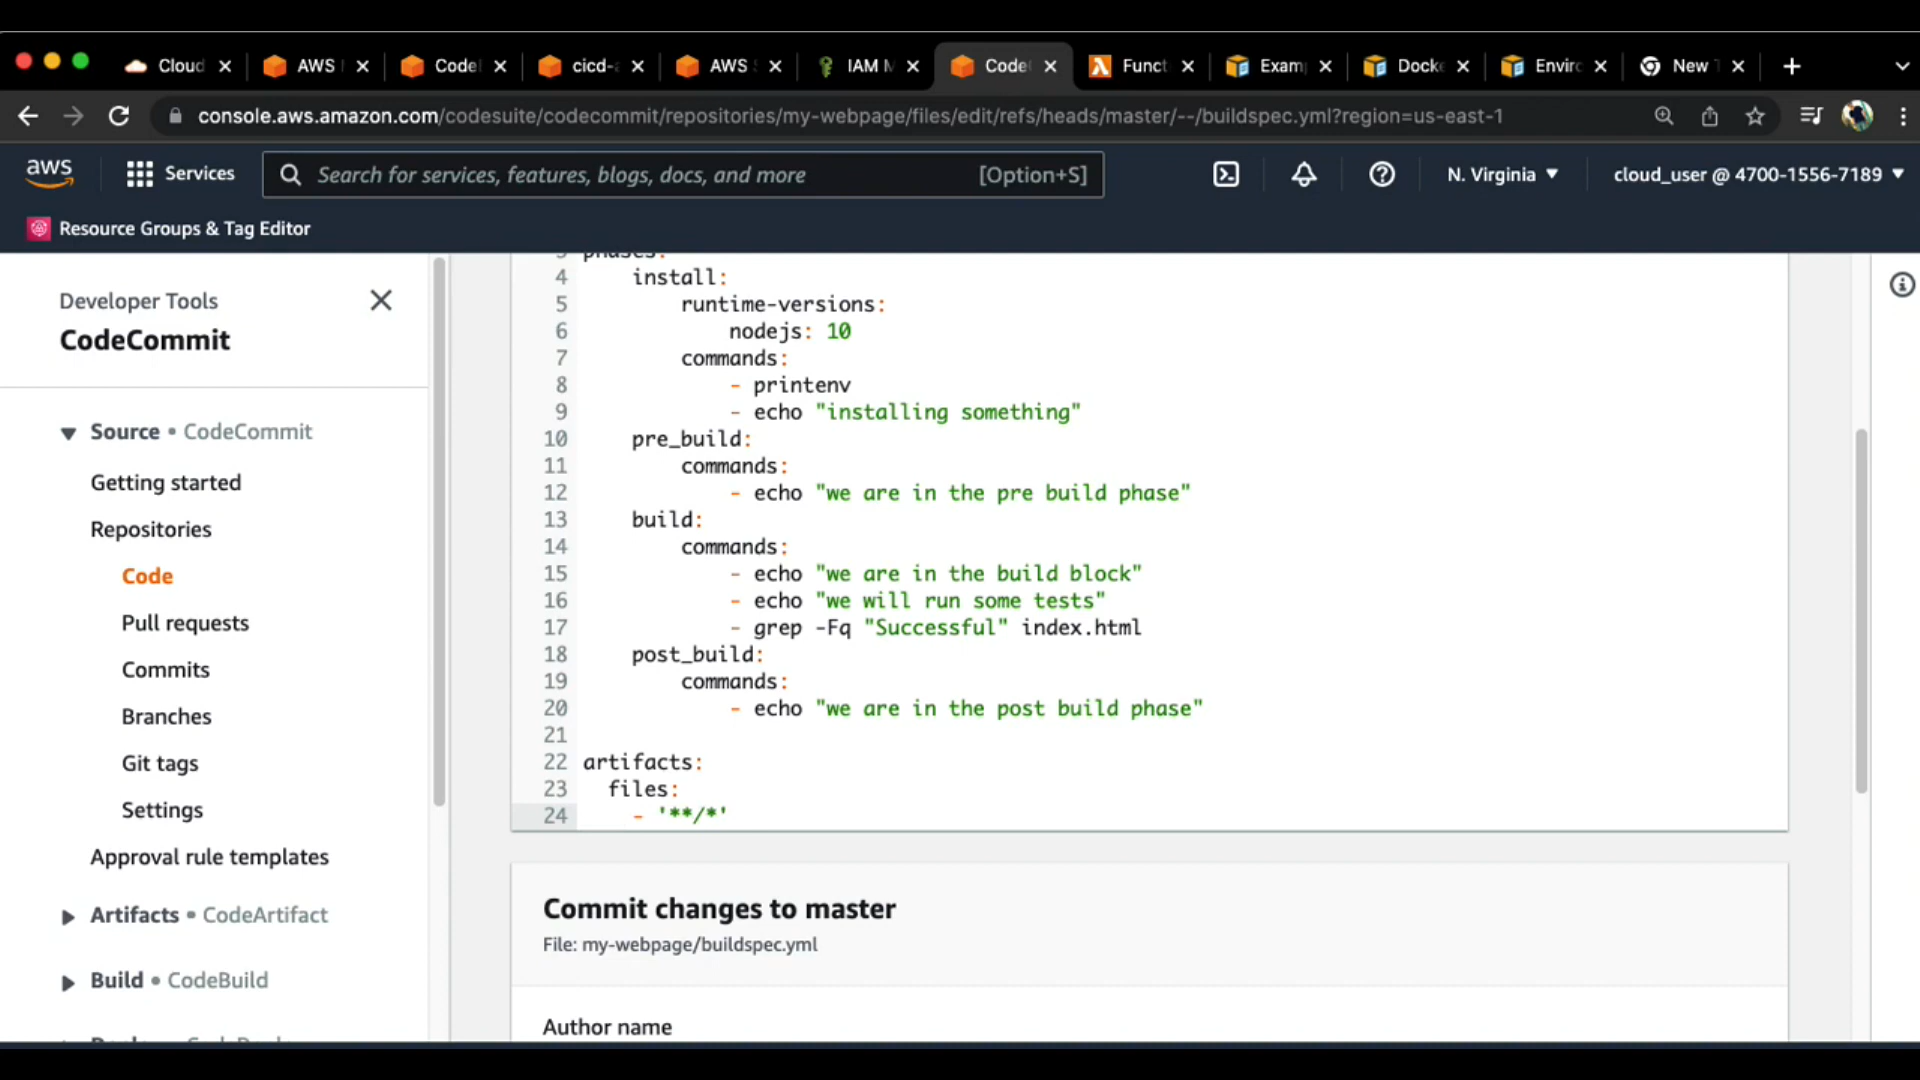 Cloud
AWS
Code
cicd-
AWS
IAM M
Code
Funct
Exam
Docke
Envir
New T
console.aws.amazon.com/codesuite/codecommit/repositories/my-webpage/files/edit/refs/heads/master/--/buildspec.yml?region=us-east-1
aws
Services
Search for services, features, blogs, docs, and more
[Option+S]
N. Virginia
cloud_user @ 4700-1556-7189
Resource Groups & Tag Editor
Developer Tools
CodeCommit
Source • CodeCommit
Getting started
Repositories
Code
Pull requests
Commits
Branches
Git tags
Settings
Approval rule templates
Artifacts • CodeArtifact
Build • CodeBuild
3 phases:
4 install:
5 runtime-versions:
6 nodejs: 10
7 commands:
8 - printenv
9 - echo "installing something"
10 pre_build:
11 commands:
12 - echo "we are in the pre build phase"
13 build:
14 commands:
15 - echo "we are in the build block"
16 - echo "we will run some tests"
17 - grep -Fq "Successful" index.html
18 post_build:
19 commands:
20 - echo "we are in the post build phase"
21
22 artifacts:
23 files:
24 - '**/*'
Commit changes to master
File: my-webpage/buildspec.yml
Author name